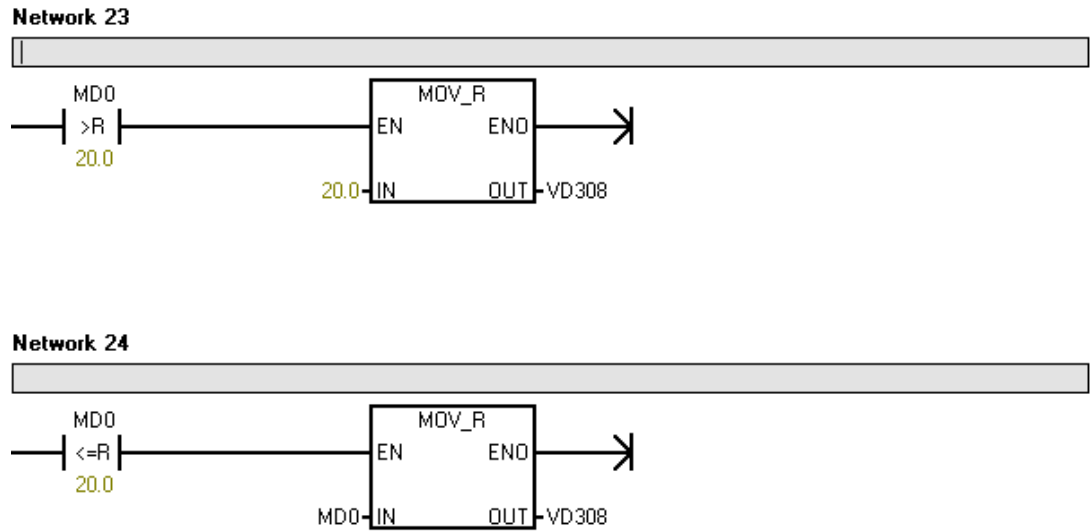 Network 23
MD0 MOV_R
>R EN ENO
20.0
20.0 IN OUT VD308
Network 24
MD0 MOV_R
<=R EN ENO
20.0
MD0 IN OUT VD308